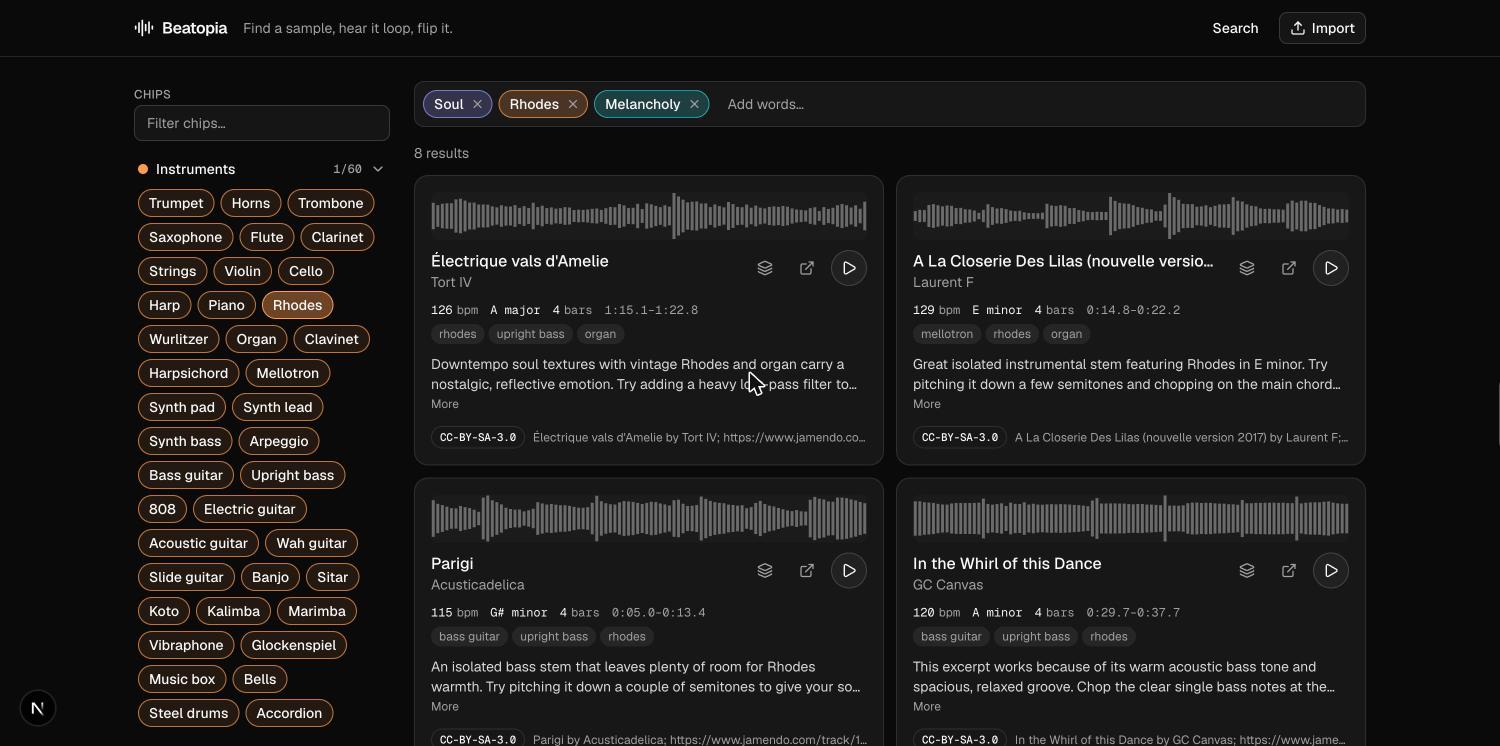 Beatopia Find a sample, hear it loop, flip it. Search Import
CHIPS
Filter chips...
Instruments 1/60
Trumpet Horns Trombone
Saxophone Flute Clarinet
Strings Violin Cello
Harp Piano Rhodes
Wurlitzer Organ Clavinet
Harpsichord Mellotron
Synth pad Synth lead
Synth bass Arpeggio
Bass guitar Upright bass
808 Electric guitar
Acoustic guitar Wah guitar
Slide guitar Banjo Sitar
Koto Kalimba Marimba
Vibraphone Glockenspiel
Music box Bells
Steel drums Accordion
N
Soul × Rhodes × Melancholy × Add words...
8 results
Électrique vals d'Amelie
Tort IV
126 bpm A major 4 bars 1:15.1–1:22.8
rhodes upright bass organ
Downtempo soul textures with vintage Rhodes and organ carry a
nostalgic, reflective emotion. Try adding a heavy pass filter to...
More
CC-BY-SA-3.0 Électrique vals d'Amelie by Tort IV; https://www.jamendo.co...
A La Closerie Des Lilas (nouvelle versio...
Laurent F
129 bpm E minor 4 bars 0:14.8–0:22.2
mellotron rhodes organ
Great isolated instrumental stem featuring Rhodes in E minor. Try
pitching it down a few semitones and chopping on the main chord...
More
CC-BY-SA-3.0 A La Closerie Des Lilas (nouvelle version 2017) by Laurent F;...
Parigi
Acusticadelica
115 bpm G# minor 4 bars 0:05.0–0:13.4
bass guitar upright bass rhodes
An isolated bass stem that leaves plenty of room for Rhodes
warmth. Try pitching it down a couple of semitones to give your so...
More
CC-BY-SA-3.0 Parigi by Acusticadelica; https://www.jamendo.com/track/1...
In the Whirl of this Dance
GC Canvas
120 bpm A minor 4 bars 0:29.7–0:37.7
bass guitar upright bass rhodes
This excerpt works because of its warm acoustic bass tone and
spacious, relaxed groove. Chop the clear single bass notes at the...
More
CC-BY-SA-3.0 In the Whirl of this Dance by GC Canvas; https://www.jame...